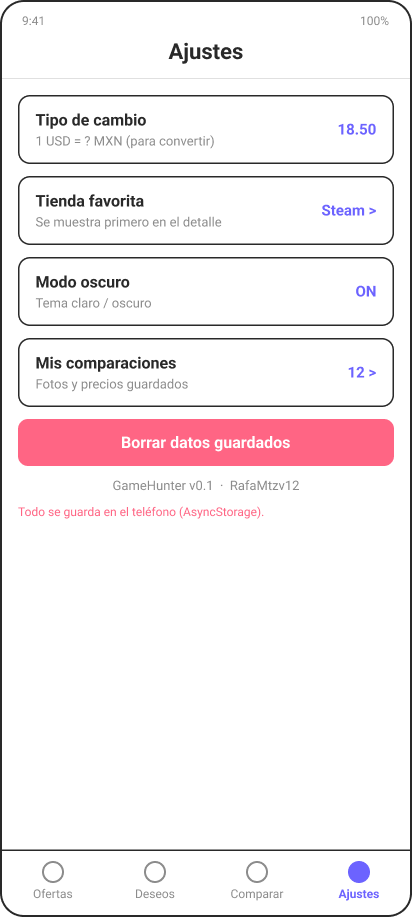 9:41
100%
Ajustes
Tipo de cambio
1 USD = ? MXN (para convertir)
18.50
Tienda favorita
Se muestra primero en el detalle
Steam >
Modo oscuro
Tema claro / oscuro
ON
Mis comparaciones
Fotos y precios guardados
12 >
Borrar datos guardados
GameHunter v0.1 · RafaMtzv12
Todo se guarda en el teléfono (AsyncStorage).
Ofertas
Deseos
Comparar
Ajustes